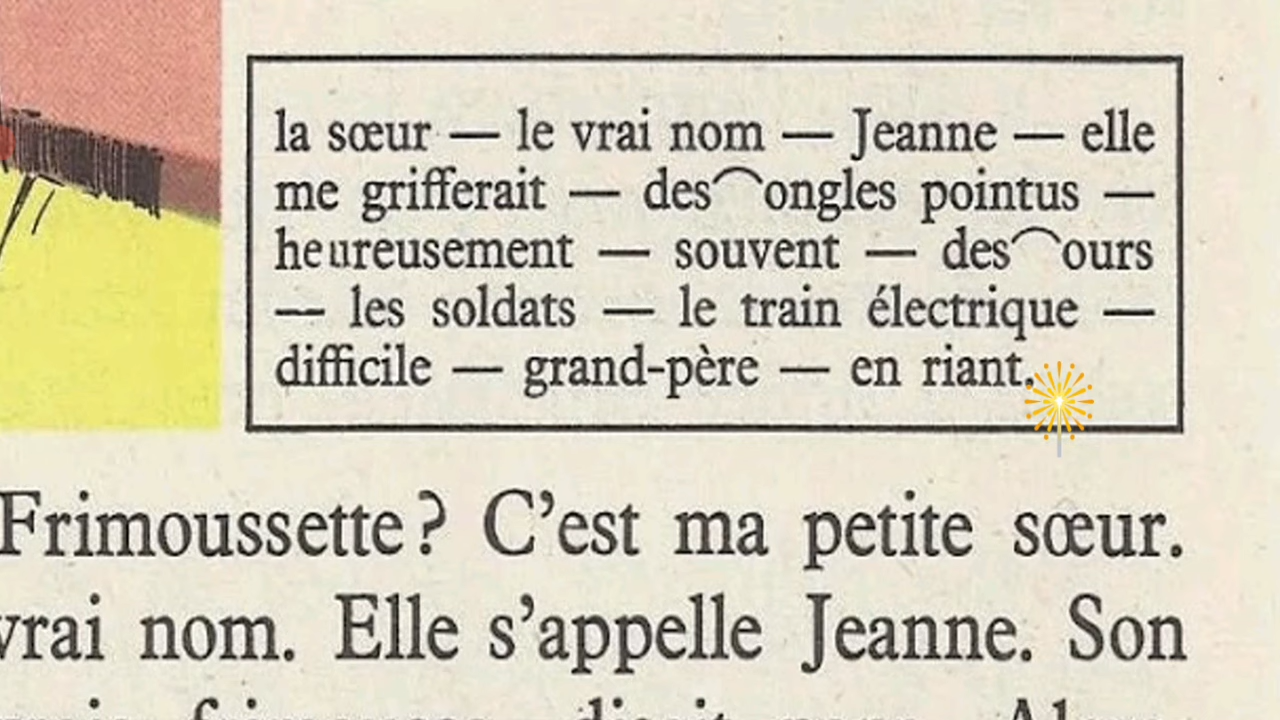 la sœur — le vrai nom — Jeanne — elle
me grifferait — des⁀ongles pointus —
heureusement — souvent — des⁀ours
— les soldats — le train électrique —
difficile — grand-père — en riant.
Frimoussette ? C’est ma petite sœur.
vrai nom. Elle s’appelle Jeanne. Son